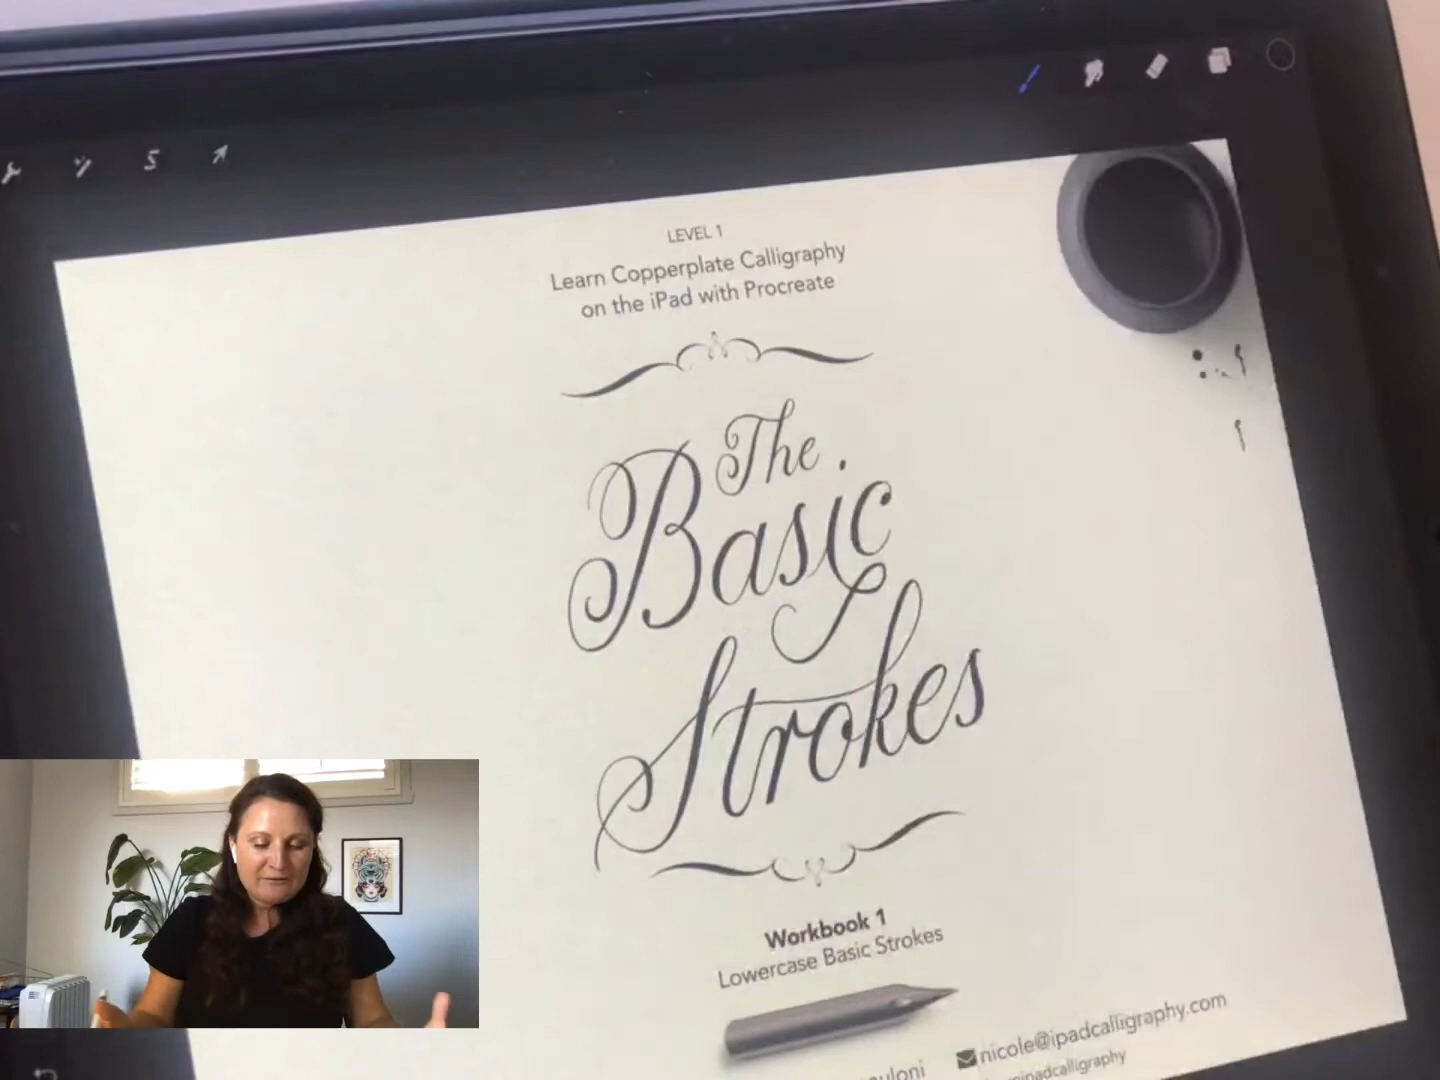 LEVEL 1
Learn Copperplate Calligraphy
on the iPad with Procreate
The
Basic
Strokes
Workbook 1
Lowercase Basic Strokes
nicole@ipadcalligraphy.com